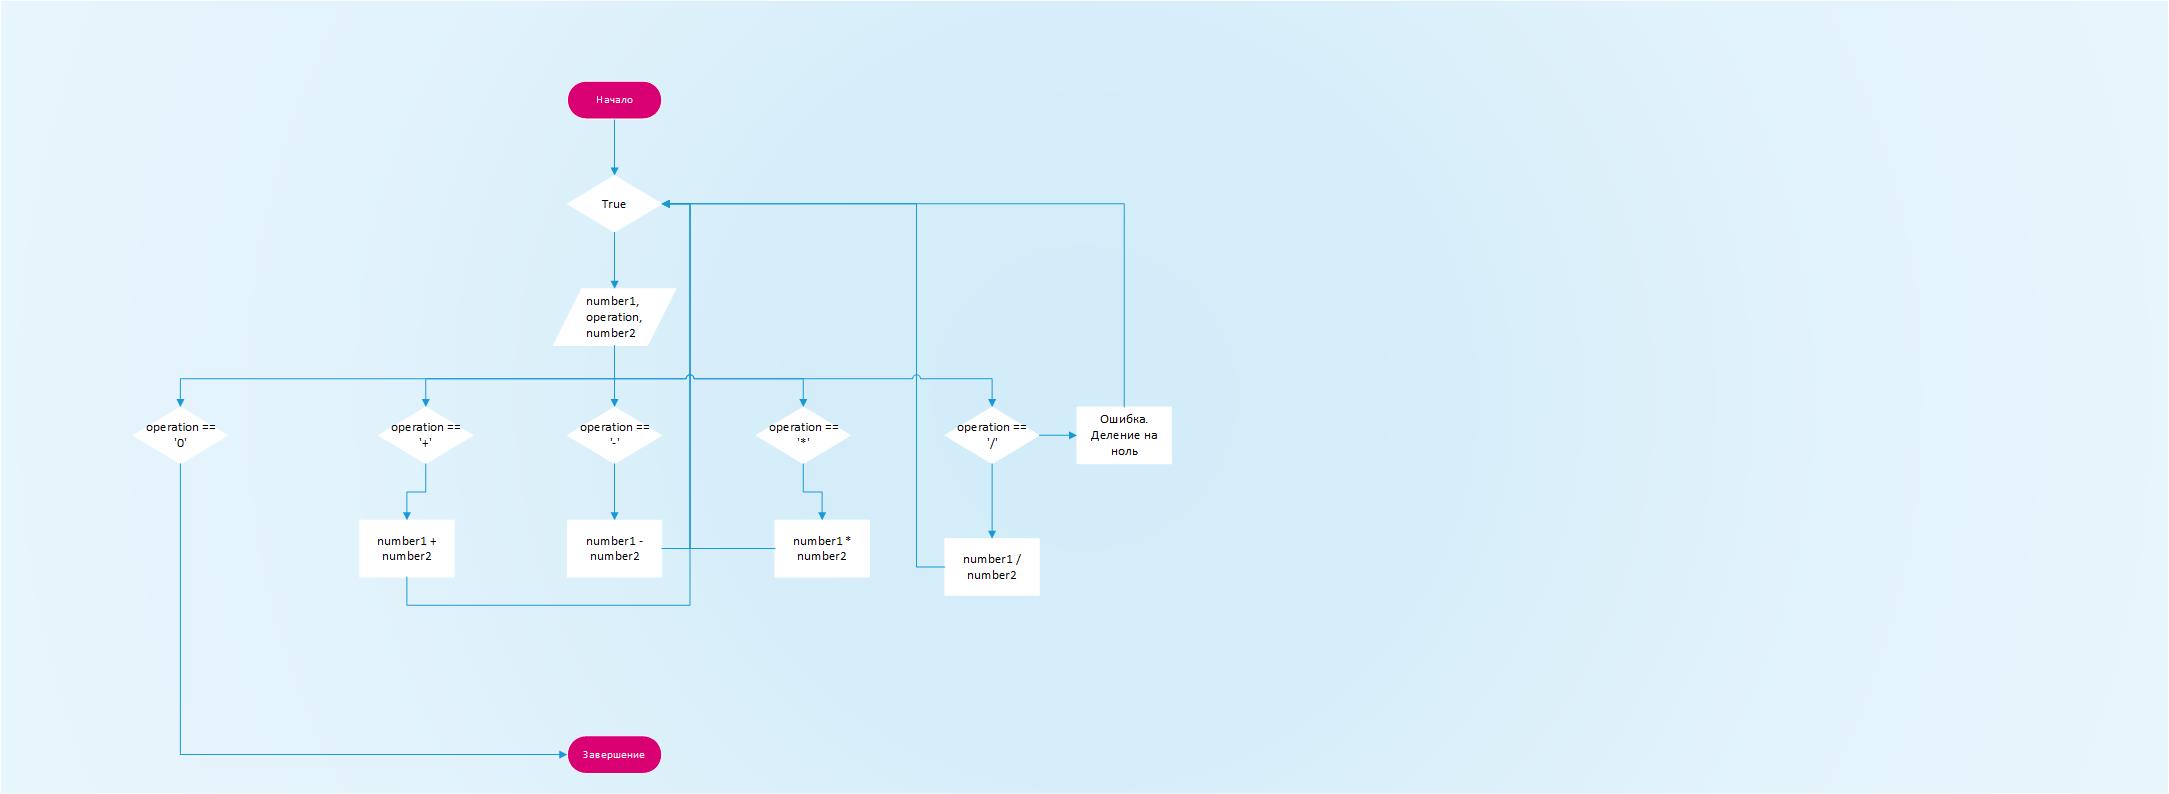 Начало
True
number1,
operation,
number2
operation ==
'0'
operation ==
'+'
operation ==
'-'
operation ==
'*'
operation ==
'/'
Ошибка.
Деление на
ноль
number1 +
number2
number1 -
number2
number1 *
number2
number1 /
number2
Завершение